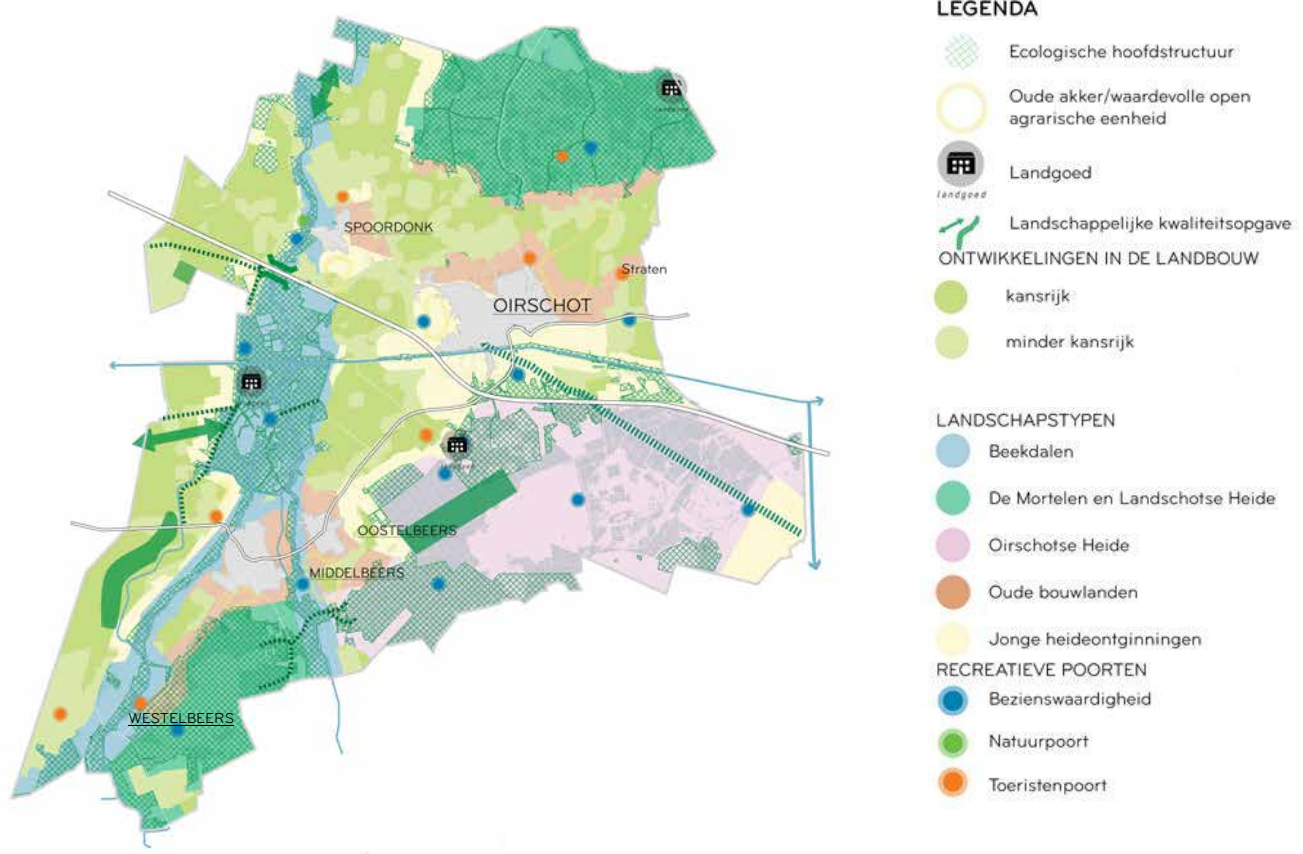 SPOORDONK
Straten
OIRSCHOT
OOSTELBEERS
MIDDELBEERS
WESTELBEERS
landgoed
LEGENDA
Ecologische hoofdstructuur
Oude akker/waardevolle open
agrarische eenheid
Landgoed
landgoed
Landschappelijke kwaliteitsopgave
ONTWIKKELINGEN IN DE LANDBOUW
kansrijk
minder kansrijk
LANDSCHAPSTYPEN
Beekdalen
De Mortelen en Landschotse Heide
Oirschotse Heide
Oude bouwlanden
Jonge heideontginningen
RECREATIEVE POORTEN
Bezienswaardigheid
Natuurpoort
Toeristenpoort